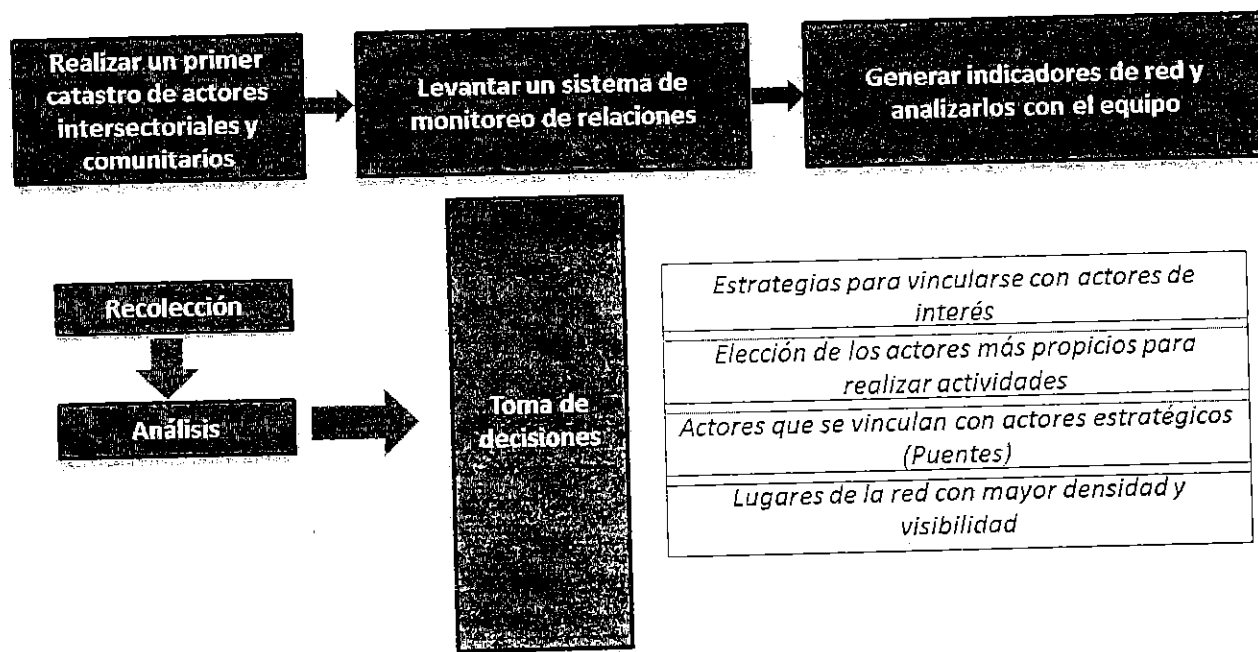 Realizar un primer
catastro de actores
intersectoriales y
comunitarios
Levantar un sistema de
monitoreo de relaciones
Generar indicadores de red y
analizarlos con el equipo
Recolección
Análisis
Toma de
decisiones
Estrategias para vincularse con actores de
interés
Elección de los actores más propicios para
realizar actividades
Actores que se vinculan con actores estratégicos
(Puentes)
Lugares de la red con mayor densidad y
visibilidad